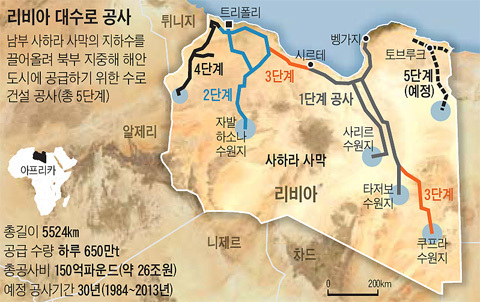 리비아 대수로 공사
남부 사하라 사막의 지하수를
끌어올려 북부 지중해 해안
도시에 공급하기 위한 수로
건설 공사(총 5단계)
튀니지
트리폴리
벵가지
시르테
토브루크
4단계
3단계
5단계
(예정)
2단계
1단계 공사
자발
하소나
수원지
사리르
수원지
알제리
사하라 사막
아프리카
리비아
타저보
수원지
3단계
쿠프라
수원지
니제르
차드
총길이 5524km
공급 수량 하루 650만t
총공사비 150억파운드(약 26조원)
예정 공사기간 30년(1984~2013년)
0 200km